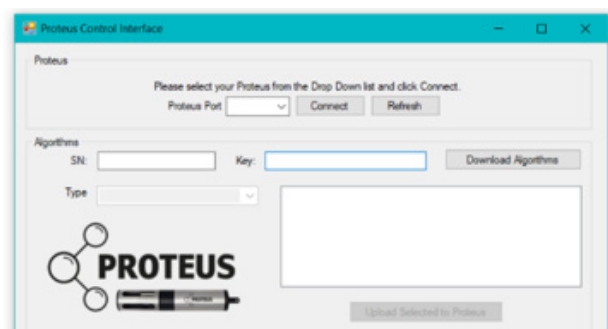 Proteus Control Interface
Proteus
Please select your Proteus from the Drop Down list and click Connect.
Proteus Port Connect Refresh
Algorithms
SN: Key: Download Algorithms
Type
PROTEUS
PROTEUS
Upload Selected to Proteus